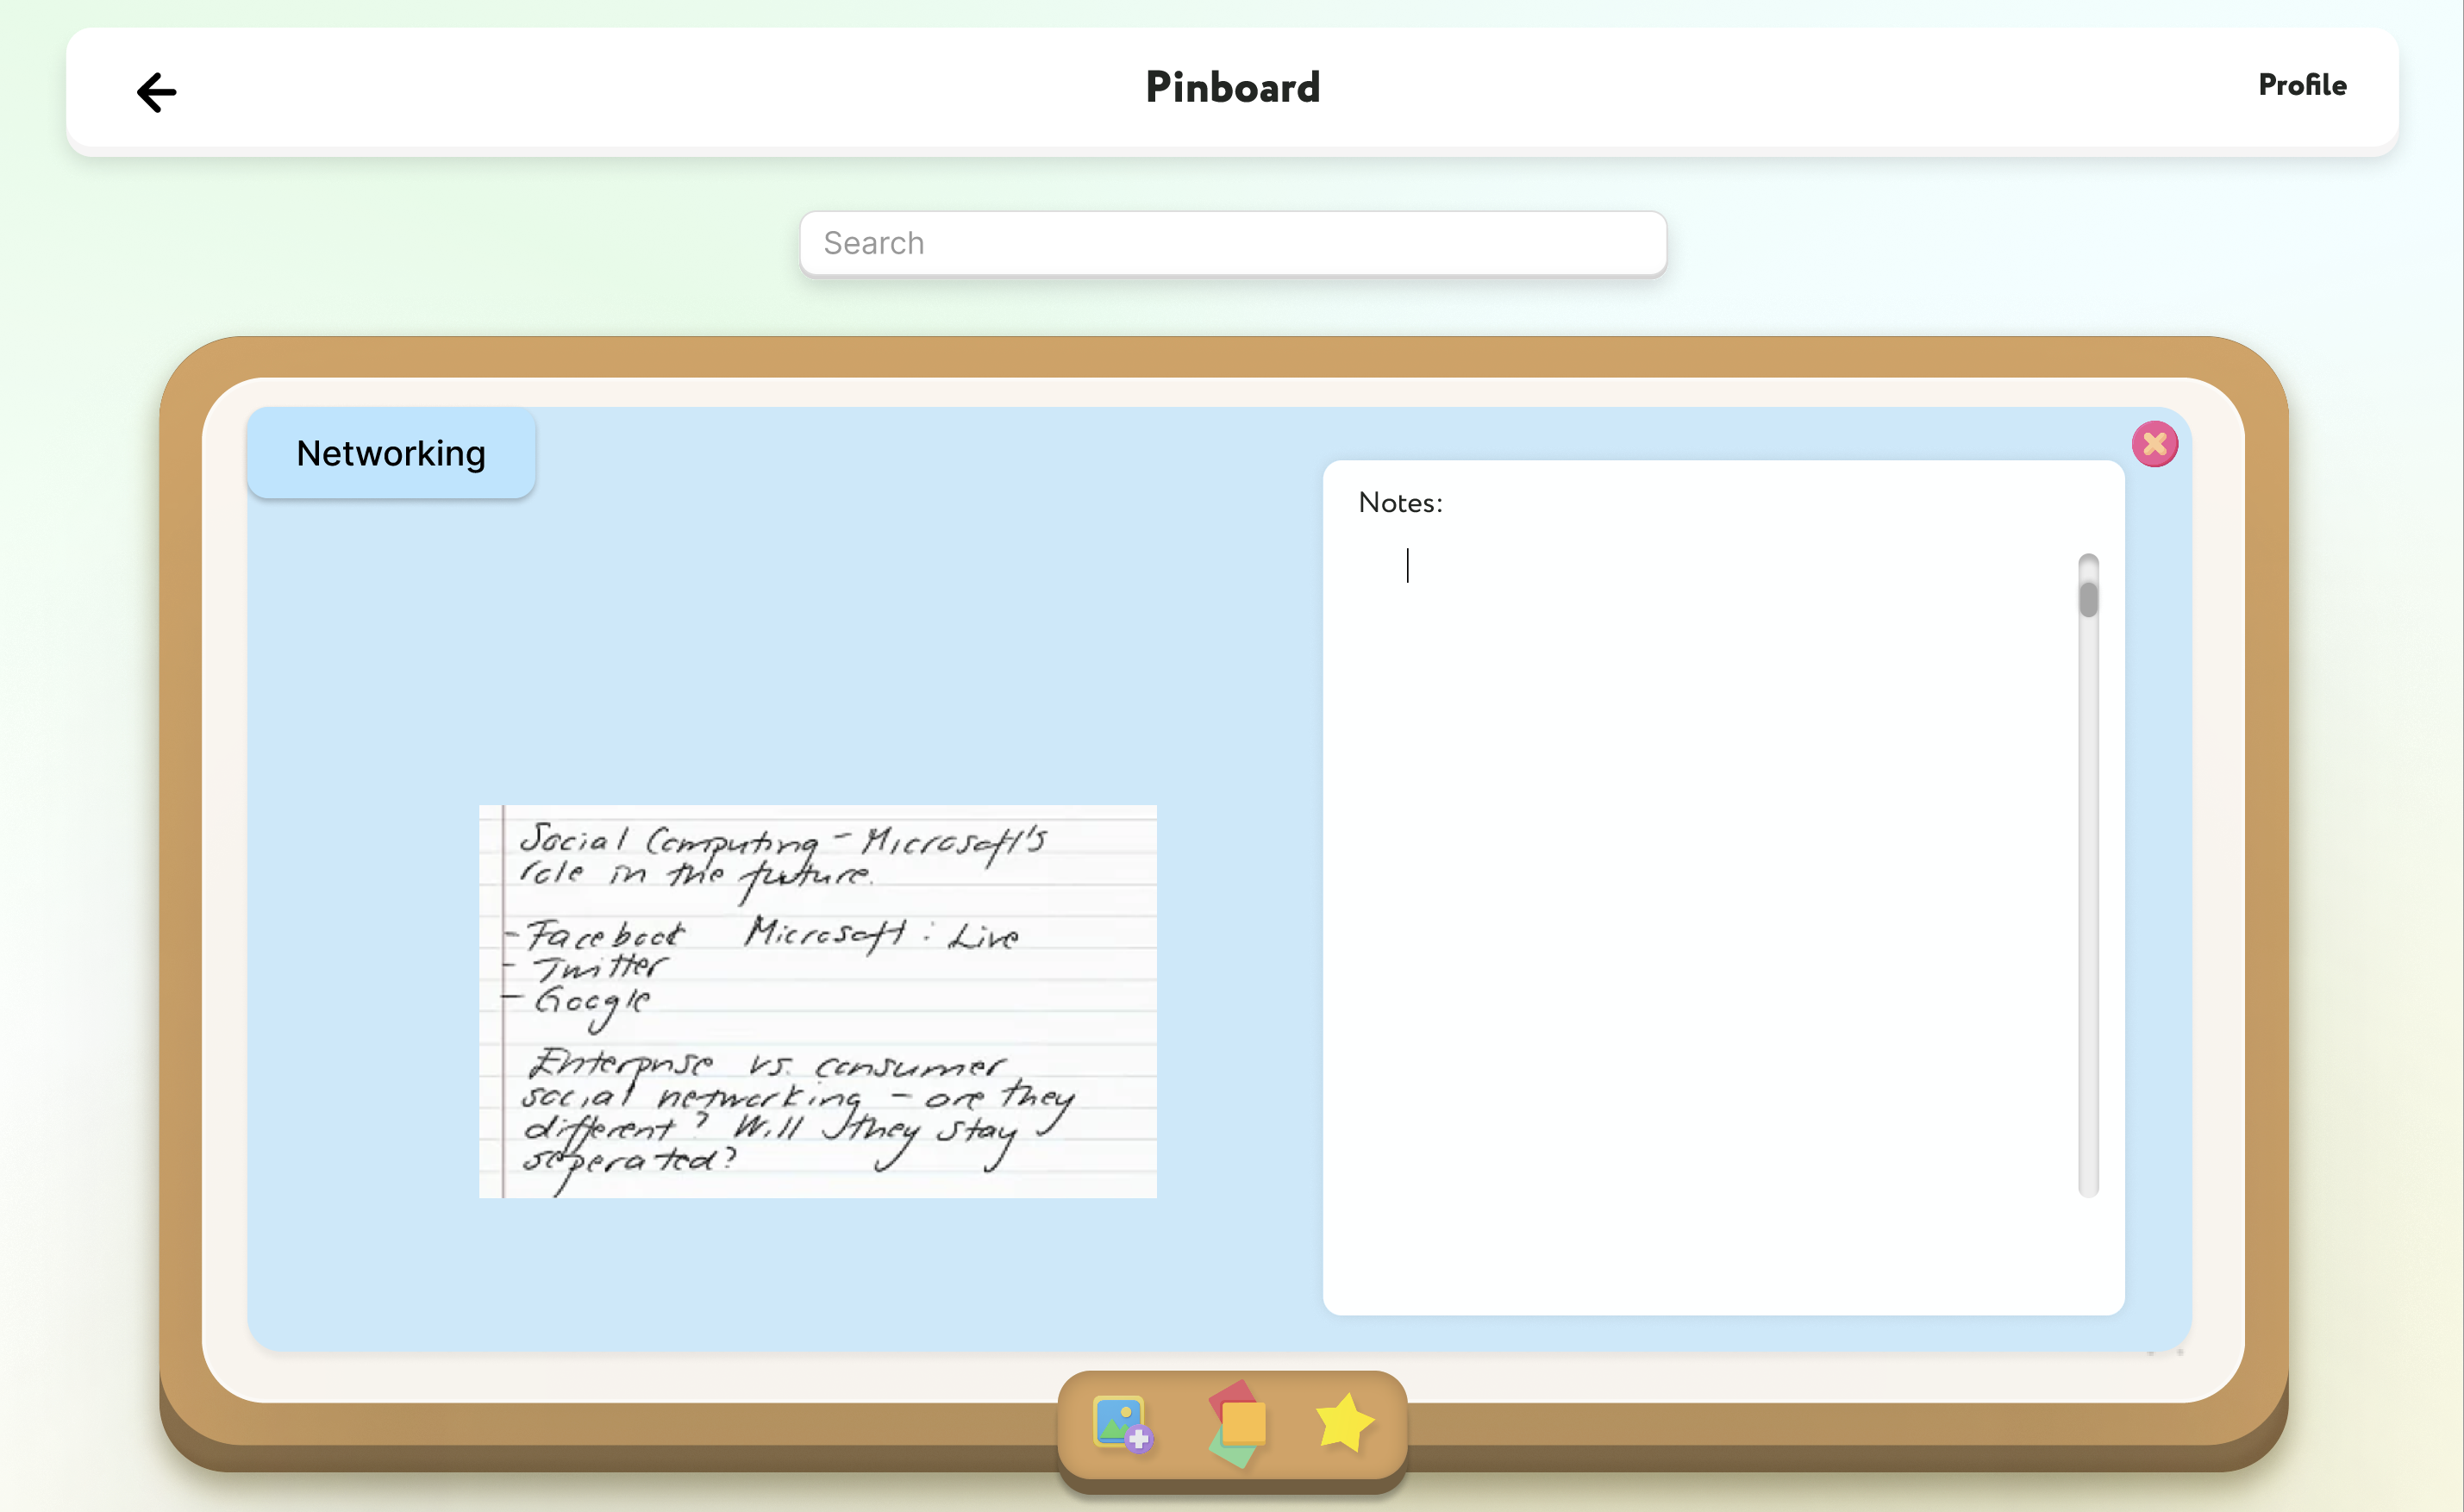 Pinboard
Profile
Search
Networking
Notes:
Social Computing - Microsoft's
role in the future.
- Facebook Microsoft : Live
- Twitter
- Google
Enterprise vs. consumer
social networking - are they
different? Will they stay
seperated?